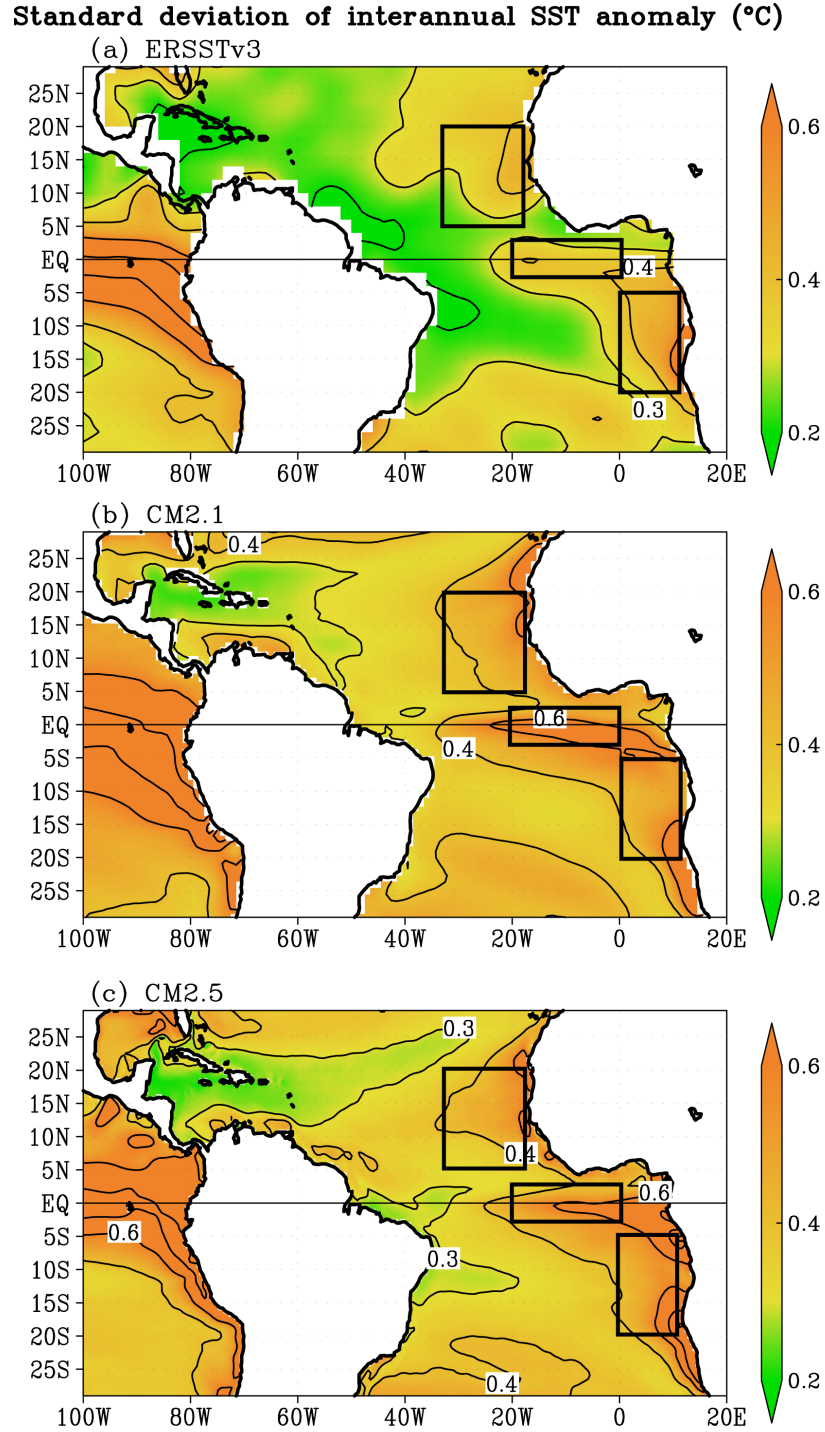 Standard deviation of interannual SST anomaly (°C)
(a) ERSSTv3
25N
20N
15N
10N
5N
EQ
5S
10S
15S
20S
25S
0.4
0.3
100W 80W 60W 40W 20W 0 20E
0.6
0.4
0.2
(b) CM2.1
0.4
25N
20N
15N
10N
5N
EQ
5S
10S
15S
20S
25S
0.6
0.4
100W 80W 60W 40W 20W 0 20E
0.6
0.4
0.2
(c) CM2.5
0.3
25N
20N
15N
10N
5N
EQ
5S
10S
15S
20S
25S
0.4
0.6
0.6
0.3
0.4
100W 80W 60W 40W 20W 0 20E
0.6
0.4
0.2